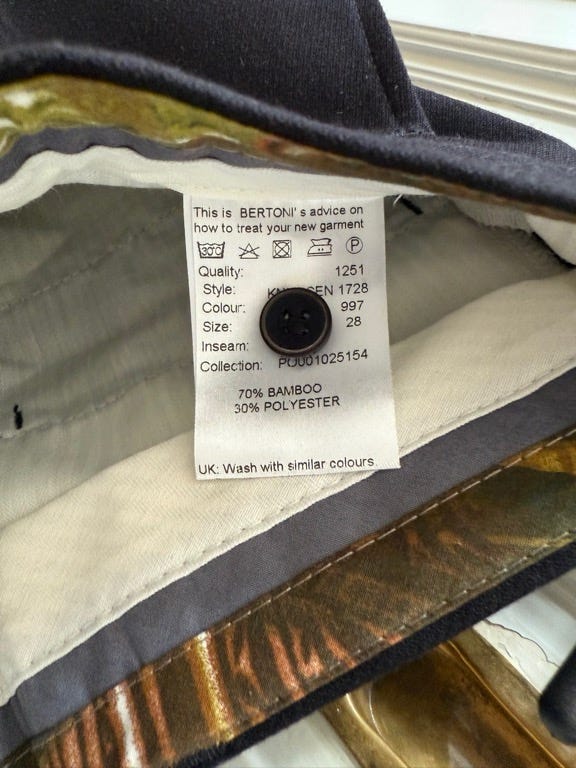 This is BERTONI's advice on
how to treat your new garment
30°C P
Quality: 1251
Style: 1728
Colour: 997
Size: 28
Inseam:
Collection: PO001025154
70% BAMBOO
30% POLYESTER
UK: Wash with similar colours.